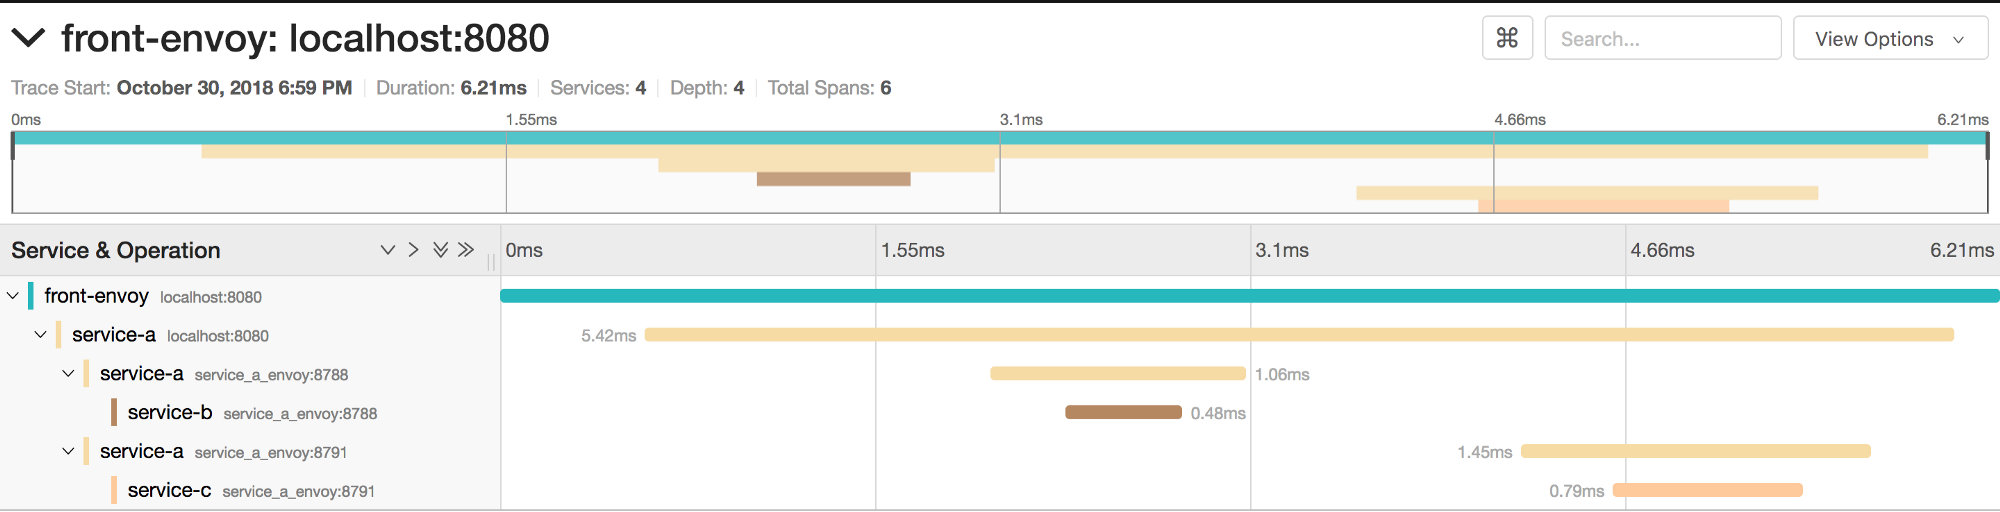 front-envoy: localhost:8080
⌘ Search... View Options
Trace Start: October 30, 2018 6:59 PM Duration: 6.21ms Services: 4 Depth: 4 Total Spans: 6
0ms 1.55ms 3.1ms 4.66ms 6.21ms
Service & Operation 0ms 1.55ms 3.1ms 4.66ms 6.21ms
front-envoy localhost:8080
service-a localhost:8080 5.42ms
service-a service_a_envoy:8788 1.06ms
service-b service_a_envoy:8788 0.48ms
service-a service_a_envoy:8791 1.45ms
service-c service_a_envoy:8791 0.79ms